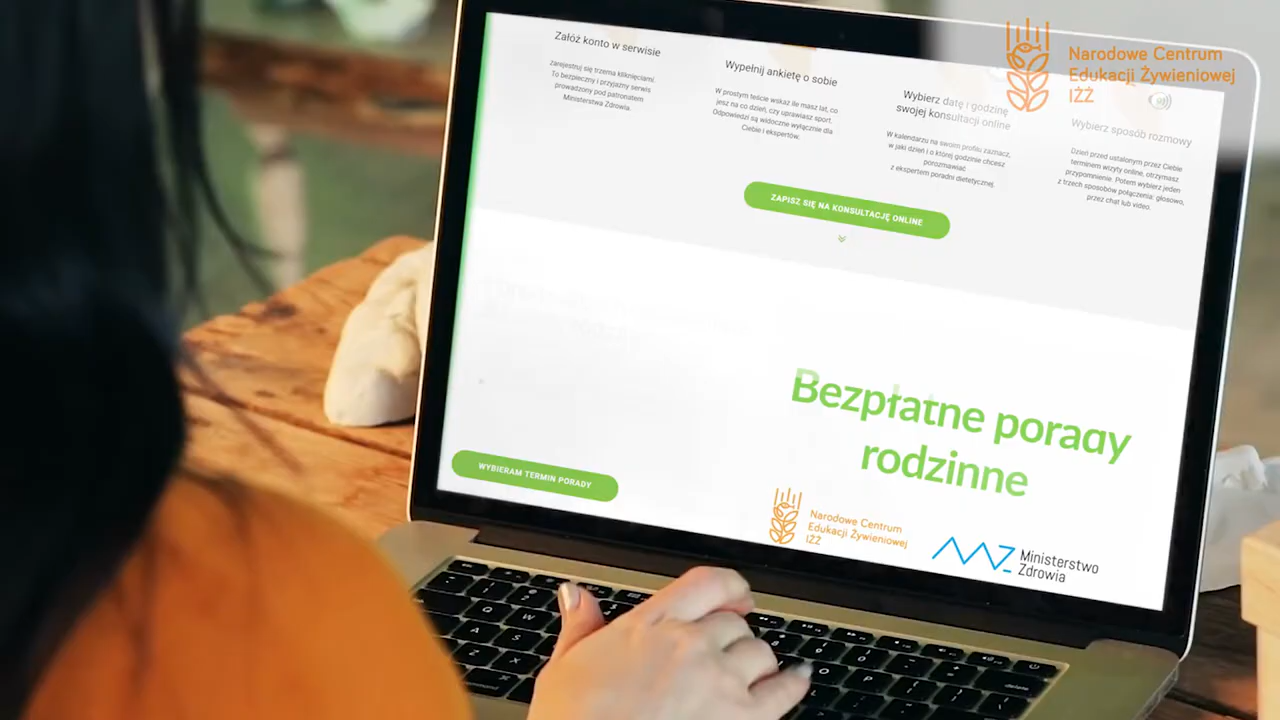 Załóż konto w serwisie
Zarejestruj się trzema kliknięciami.
To bezpieczny i przyjazny serwis
prowadzony pod patronatem
Ministerstwa Zdrowia.
Wypełnij ankietę o sobie
W prostym teście wskaż ile masz lat, co
jesz na co dzień, czy uprawiasz sport.
Odpowiedzi są widoczne wyłącznie dla
Ciebie i ekspertów.
Wybierz datę i godzinę
swojej konsultacji online
W kalendarzu na swoim profilu zaznacz,
w jaki dzień i o której godzinie chcesz
porozmawiać
z ekspertem poradni dietetycznej.
Wybierz sposób rozmowy
Dzień przed ustalonym przez Ciebie
terminem wizyty online, otrzymasz
przypomnienie. Potem wybierz jeden
z trzech sposobów połączenia: głosowo,
przez chat lub video.
Narodowe Centrum
Edukacji Żywieniowej
IŻŻ
ZAPISZ SIĘ NA KONSULTACJĘ ONLINE
Bezpłatne porady
rodzinne
WYBIERAM TERMIN PORADY
Narodowe Centrum
Edukacji Żywieniowej
IŻŻ
Ministerstwo
Zdrowia
Q W
A S
Z X
O P
L
delete